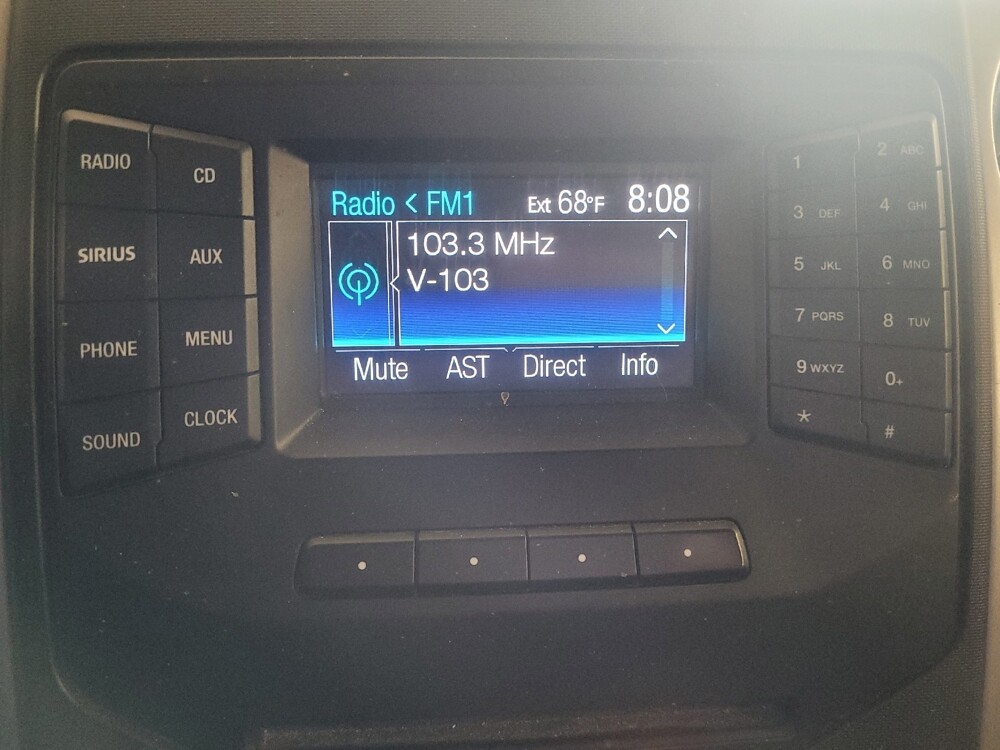 RADIO
CD
SIRIUS
AUX
PHONE
MENU
SOUND
CLOCK
Radio < FM1 Ext 68°F 8:08
103.3 MHz
V-103
Mute AST Direct Info
1
2 ABC
3 DEF
4 GHI
5 JKL
6 MNO
7 PQRS
8 TUV
9 WXYZ
0+
*
#